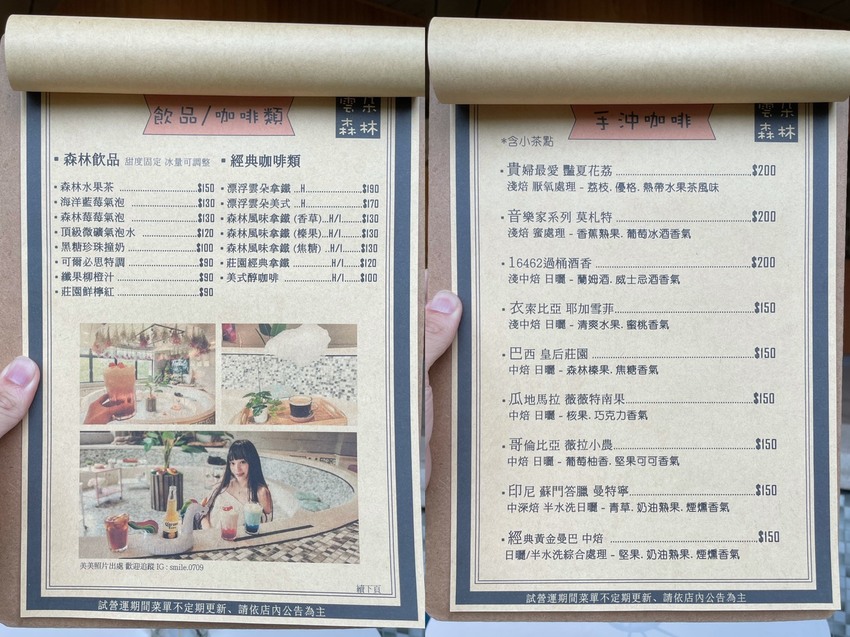 飲品/咖啡類
雲朵
森林
▪ 森林飲品 甜度固定 冰量可調整
• 森林水果茶 $150
• 海洋藍莓氣泡 $130
• 森林莓莓氣泡 $130
• 頂級微礦氣泡水 $120
• 黑糖珍珠撞奶 $100
• 可爾必思特調 $90
• 纖果柳橙汁 $90
• 莊園鮮檸紅 $90
▪ 經典咖啡類
• 漂浮雲朵拿鐵 ...H $190
• 漂浮雲朵美式 ...H $170
• 森林風味拿鐵 (香草)...H/I $130
• 森林風味拿鐵 (榛果)...H/I $130
• 森林風味拿鐵 (焦糖) ...H/I $130
• 莊園經典拿鐵 H/I $120
• 美式醇咖啡 H/I $100
美美照片出處 歡迎追蹤 IG : smile.0709
續下頁
試營運期間菜單不定期更新、請依店內公告為主
手沖咖啡
雲朵
森林
*含小茶點
• 貴婦最愛 豔夏花荔 $200
淺焙 厭氧處理 - 荔枝. 優格. 熱帶水果茶風味
• 音樂家系列 莫札特 $200
淺焙 蜜處理 - 香蕉熟果. 葡萄冰酒香氣
• 16462過桶酒香 $200
淺中焙 日曬 - 蘭姆酒. 威士忌酒香氣
• 衣索比亞 耶加雪菲 $150
淺中焙 日曬 - 清爽水果. 蜜桃香氣
• 巴西 皇后莊園 $150
中焙 日曬 - 森林榛果. 焦糖香氣
• 瓜地馬拉 薇薇特南果 $150
中焙 日曬 - 核果. 巧克力香氣
• 哥倫比亞 薇拉小農 $150
中焙 日曬 - 葡萄柚香. 堅果可可香氣
• 印尼 蘇門答臘 曼特寧 $150
中深焙 半水洗日曬 - 青草. 奶油熟果. 煙燻香氣
• 經典黃金曼巴 中焙 $150
日曬/半水洗綜合處理 - 堅果. 奶油熟果. 煙燻香氣
試營運期間菜單不定期更新、請依店內公告為主